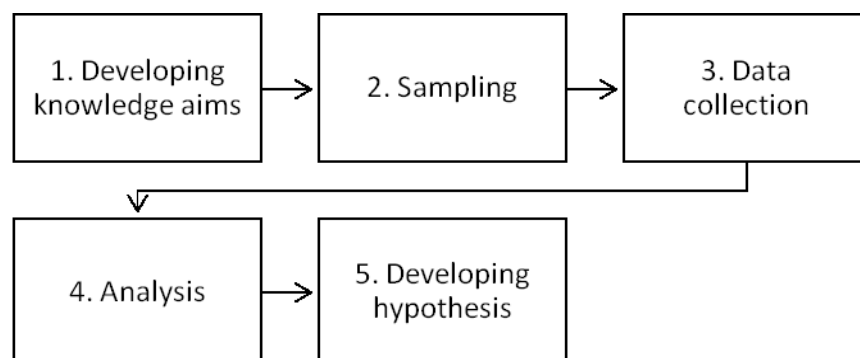 1. Developing
knowledge aims
2. Sampling
3. Data
collection
4. Analysis
5. Developing
hypothesis